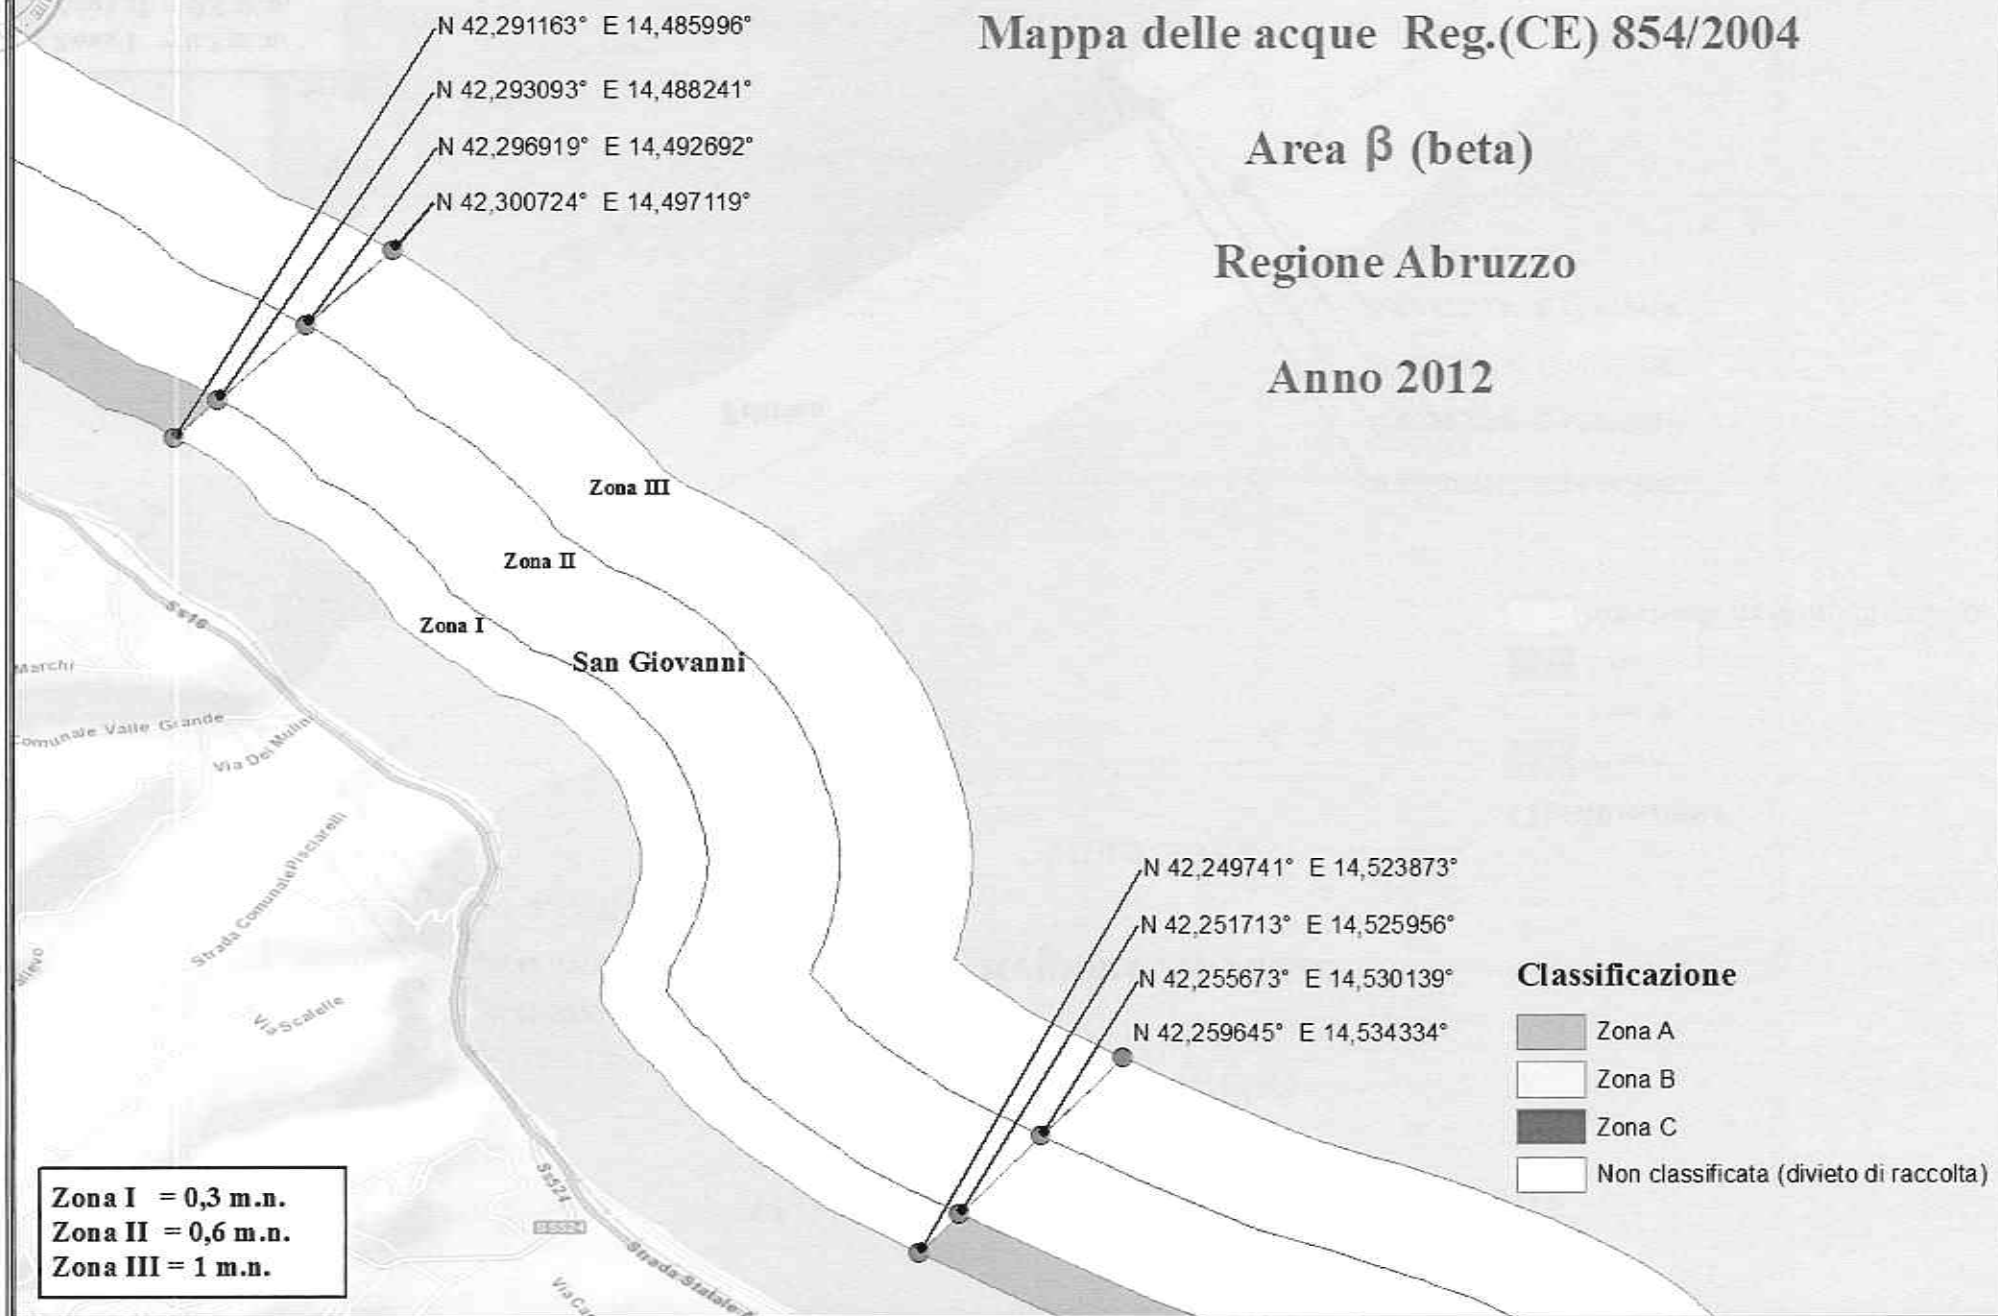 N 42,291163° E 14,485996°
N 42,293093° E 14,488241°
N 42,296919° E 14,492692°
N 42,300724° E 14,497119°
Mappa delle acque Reg.(CE) 854/2004
Area β (beta)
Regione Abruzzo
Anno 2012
Zona III
Zona II
Zona I
San Giovanni
Ss16
Marchi
Comunale Valle Grande
Via Dei Mulini
Strada Comunale Pisciarelli
Via Scalelle
N 42,249741° E 14,523873°
N 42,251713° E 14,525956°
N 42,255673° E 14,530139°
N 42,259645° E 14,534334°
Classificazione
Zona A
Zona B
Zona C
Non classificata (divieto di raccolta)
Ss524
SS524
Strada Statale
Zona I = 0,3 m.n.
Zona II = 0,6 m.n.
Zona III = 1 m.n.